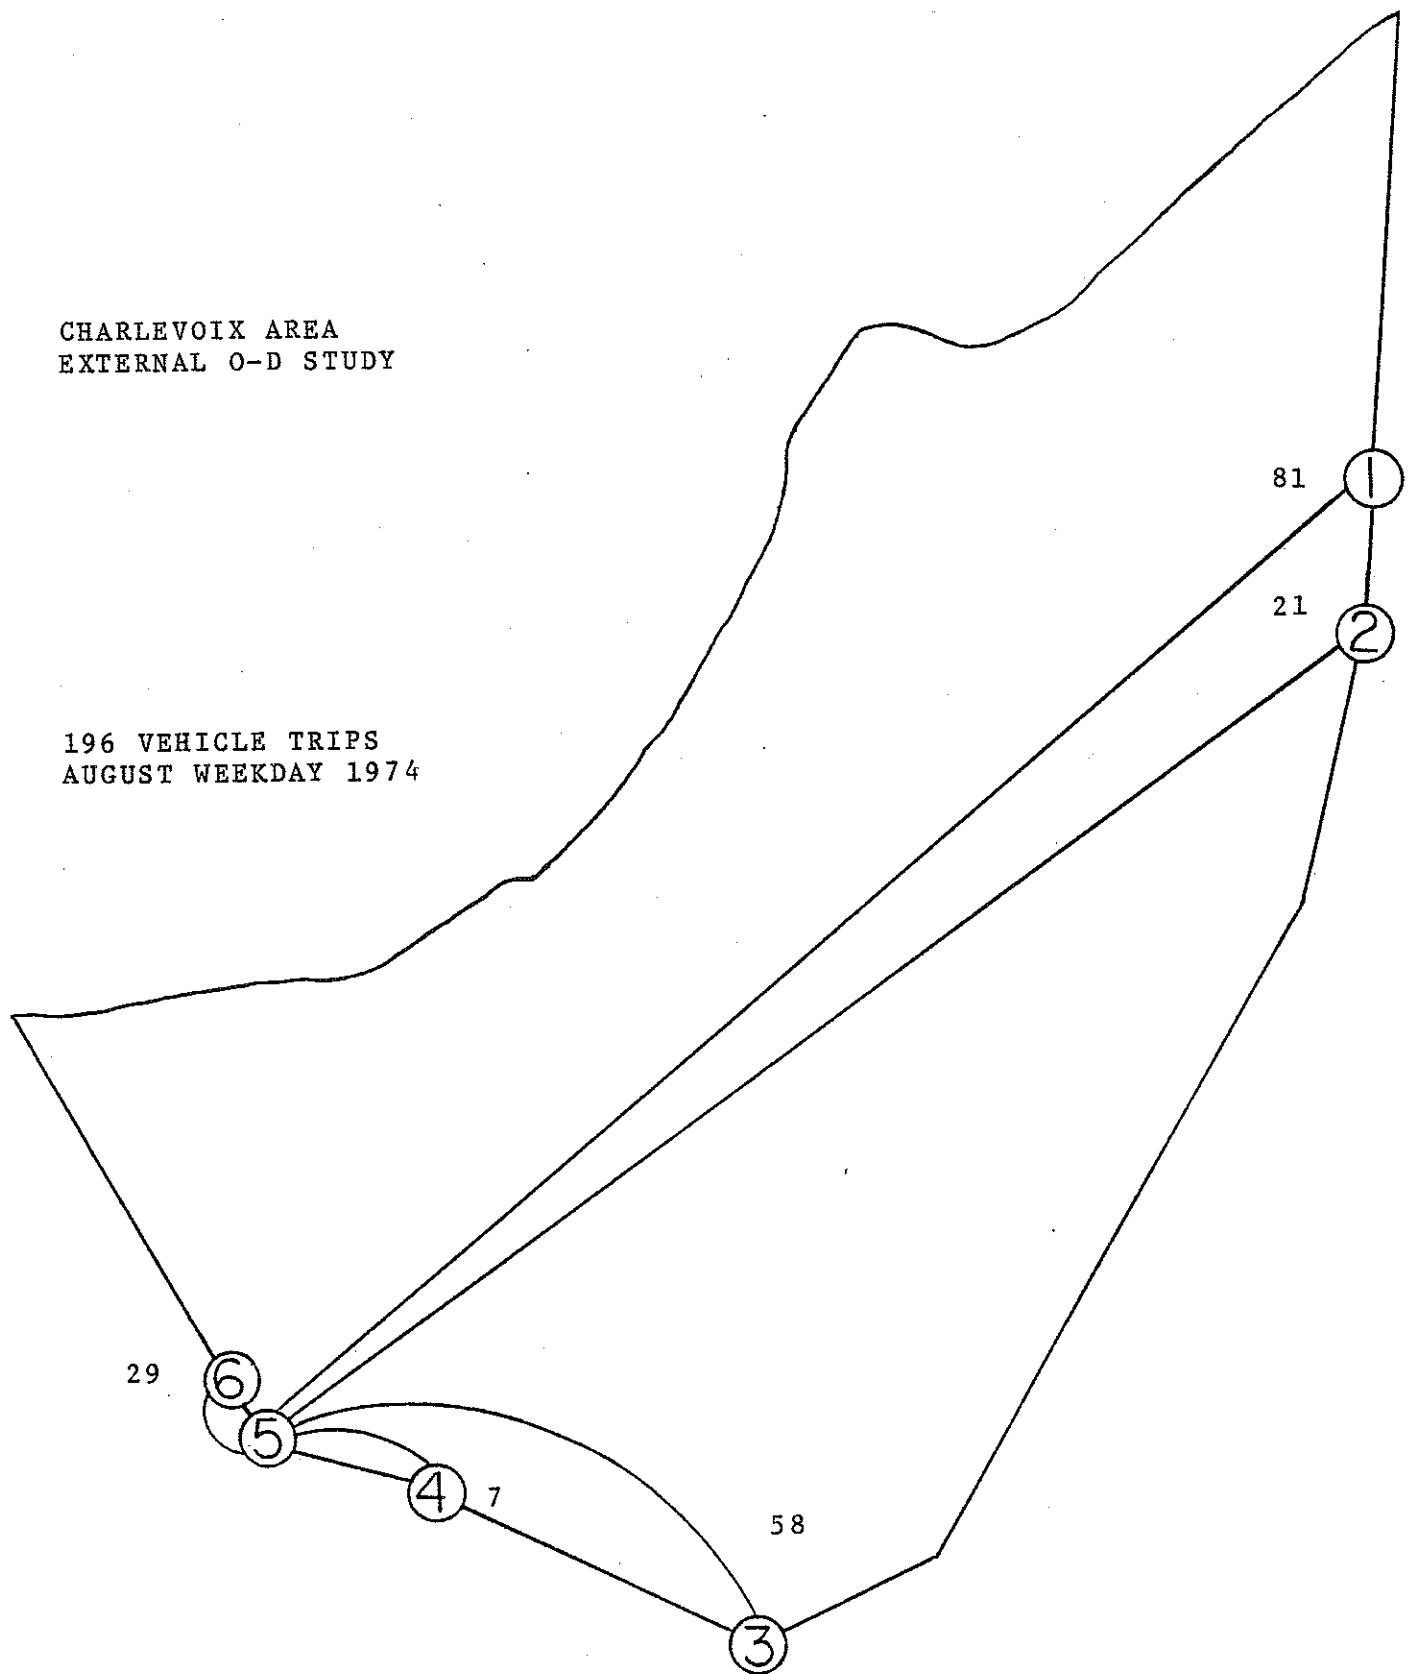 CHARLEVOIX AREA
EXTERNAL O-D STUDY
81
1
21
2
196 VEHICLE TRIPS
AUGUST WEEKDAY 1974
29
6
5
4
7
58
3